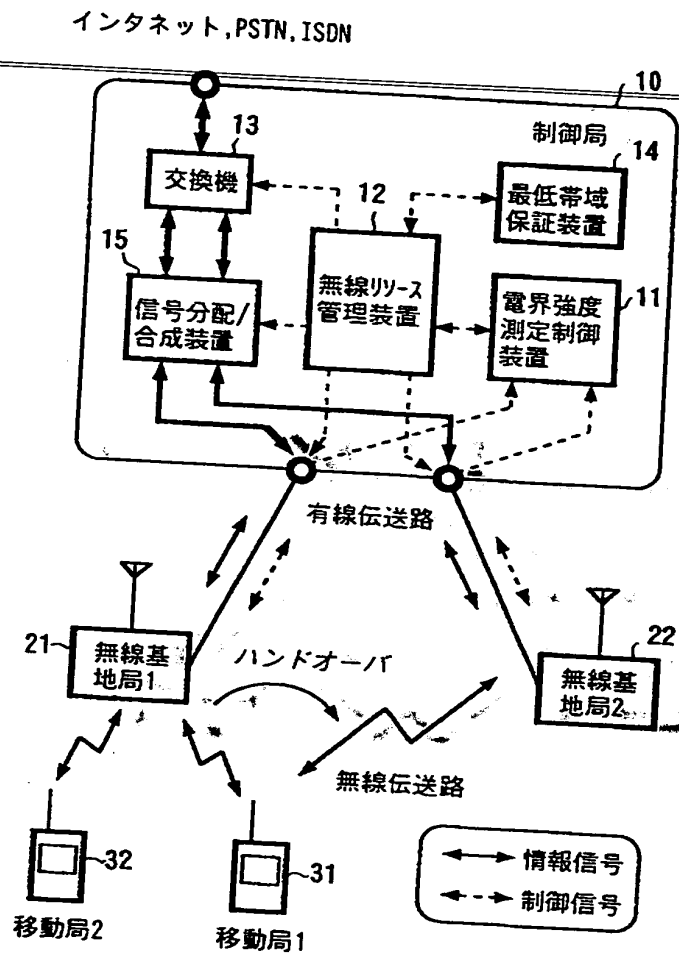 インタネット,PSTN,ISDN
10
制御局
13
交換機
14
最低帯域
保証装置
12
無線リソース
管理装置
15
信号分配/
合成装置
11
電界強度
測定制御
装置
有線伝送路
21
無線基
地局1
ハンドオーバ
22
無線基
地局2
無線伝送路
32
移動局2
31
移動局1
情報信号
制御信号